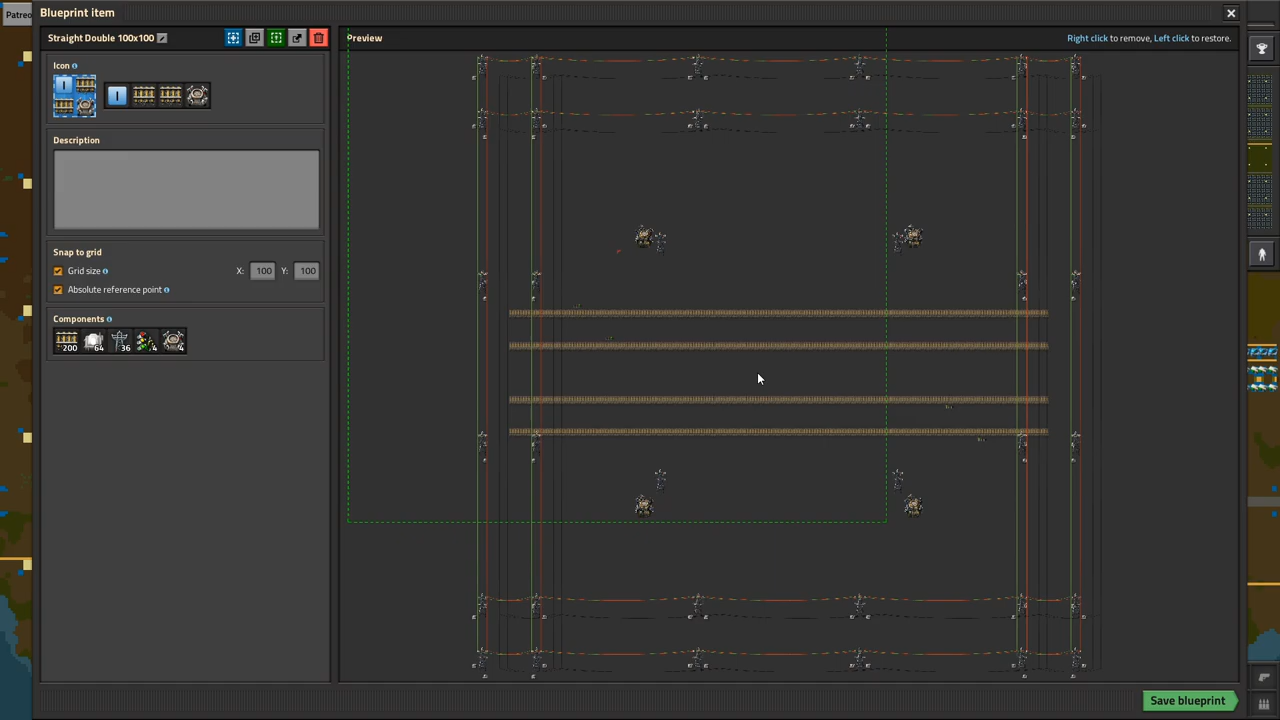 Patreo
Blueprint item
Straight Double 100x100
Preview
Right click to remove, Left click to restore.
Icon
Description
Snap to grid
Grid size
X: 100
Y: 100
Absolute reference point
Components
200
64
36
4
4
Save blueprint